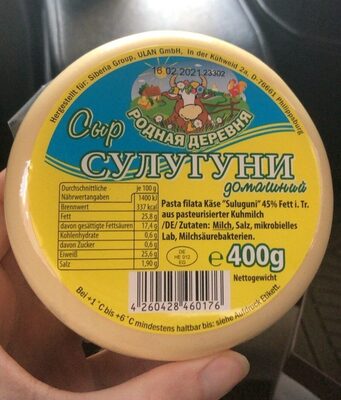 Hergestellt für: Siberia Group, ULAN GmbH, In der Kühweid 2a, D-76661 Philippsburg
16.02.2021 23302
РОДНАЯ ДЕРЕВНЯ
Сыр
СУЛУГУНИ
домашний
Durchschnittliche Nährwertangaben je 100 g
Brennwert 1400 kJ
337 kcal
Fett 25,8 g
davon gesättigte Fettsäuren 17,4 g
Kohlenhydrate 0,6 g
davon Zucker 0,6 g
Eiweiß 25,6 g
Salz 1,90 g
Pasta filata Käse "Suluguni" 45% Fett i. Tr.
aus pasteurisierter Kuhmilch
/DE/ Zutaten: Milch, Salz, mikrobielles
Lab, Milchsäurebakterien.
DE
HE 012
EG
℮ 400g
Nettogewicht
4 260428 460176
Bei +1°C bis +6°C mindestens haltbar bis: siehe Aufdruck Etikett.